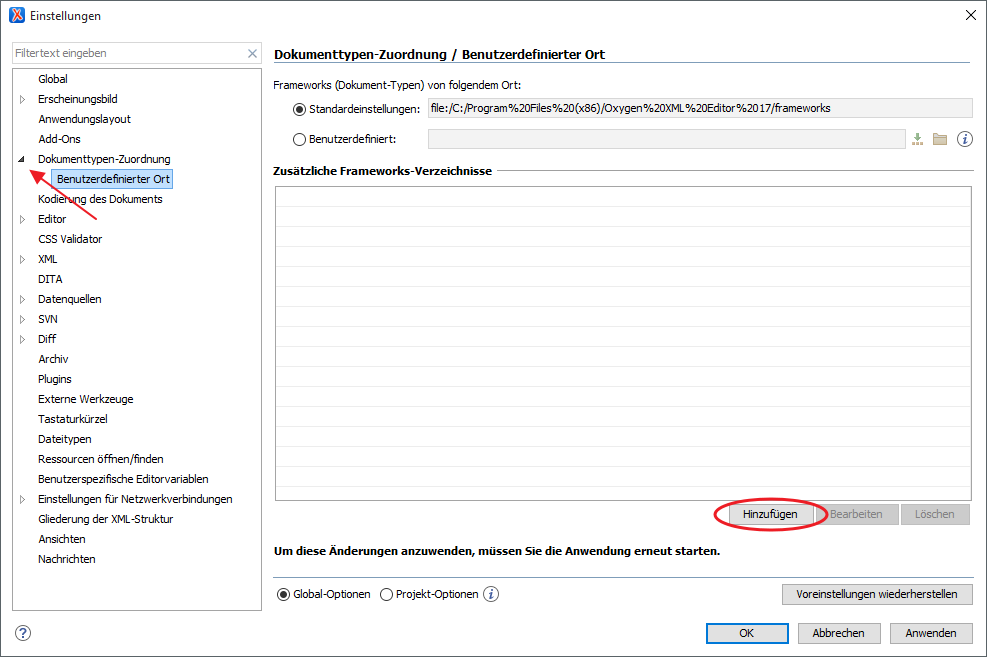 Einstellungen
Filtertext eingeben
Global
Erscheinungsbild
Anwendungslayout
Add-Ons
Dokumenttypen-Zuordnung
Benutzerdefinierter Ort
Kodierung des Dokuments
Editor
CSS Validator
XML
DITA
Datenquellen
SVN
Diff
Archiv
Plugins
Externe Werkzeuge
Tastaturkürzel
Dateitypen
Ressourcen öffnen/finden
Benutzerspezifische Editorvariablen
Einstellungen für Netzwerkverbindungen
Gliederung der XML-Struktur
Ansichten
Nachrichten
Dokumenttypen-Zuordnung / Benutzerdefinierter Ort
Frameworks (Dokument-Typen) von folgendem Ort:
Standardeinstellungen: file:/C:/Program%20Files%20(x86)/Oxygen%20XML%20Editor%2017/frameworks
Benutzerdefiniert:
Zusätzliche Frameworks-Verzeichnisse
Hinzufügen Bearbeiten Löschen
Um diese Änderungen anzuwenden, müssen Sie die Anwendung erneut starten.
Global-Optionen Projekt-Optionen Voreinstellungen wiederherstellen
OK Abbrechen Anwenden